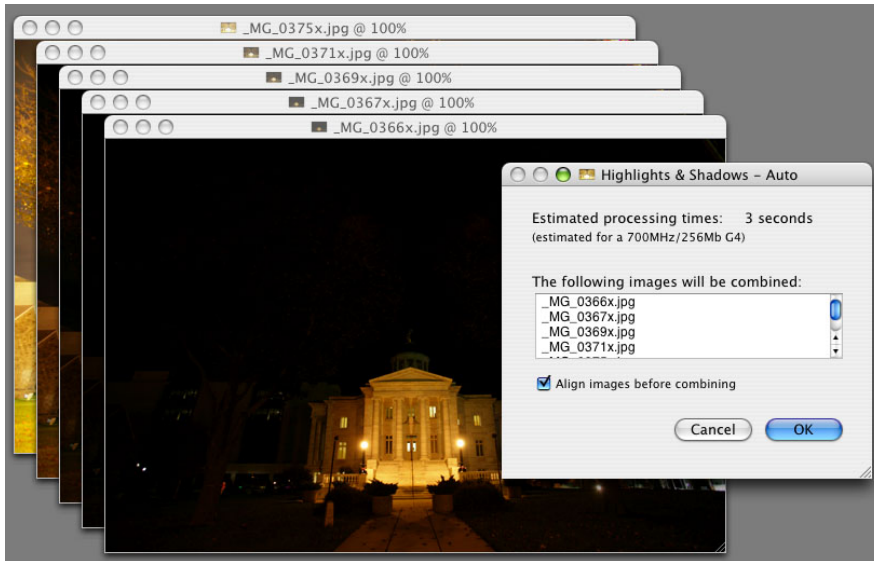 _MG_0375x.jpg @ 100%
_MG_0371x.jpg @ 100%
_MG_0369x.jpg @ 100%
_MG_0367x.jpg @ 100%
_MG_0366x.jpg @ 100%
Highlights & Shadows – Auto
Estimated processing times: 3 seconds
(estimated for a 700MHz/256Mb G4)
The following images will be combined:
_MG_0366x.jpg
_MG_0367x.jpg
_MG_0369x.jpg
_MG_0371x.jpg
Align images before combining
Cancel OK